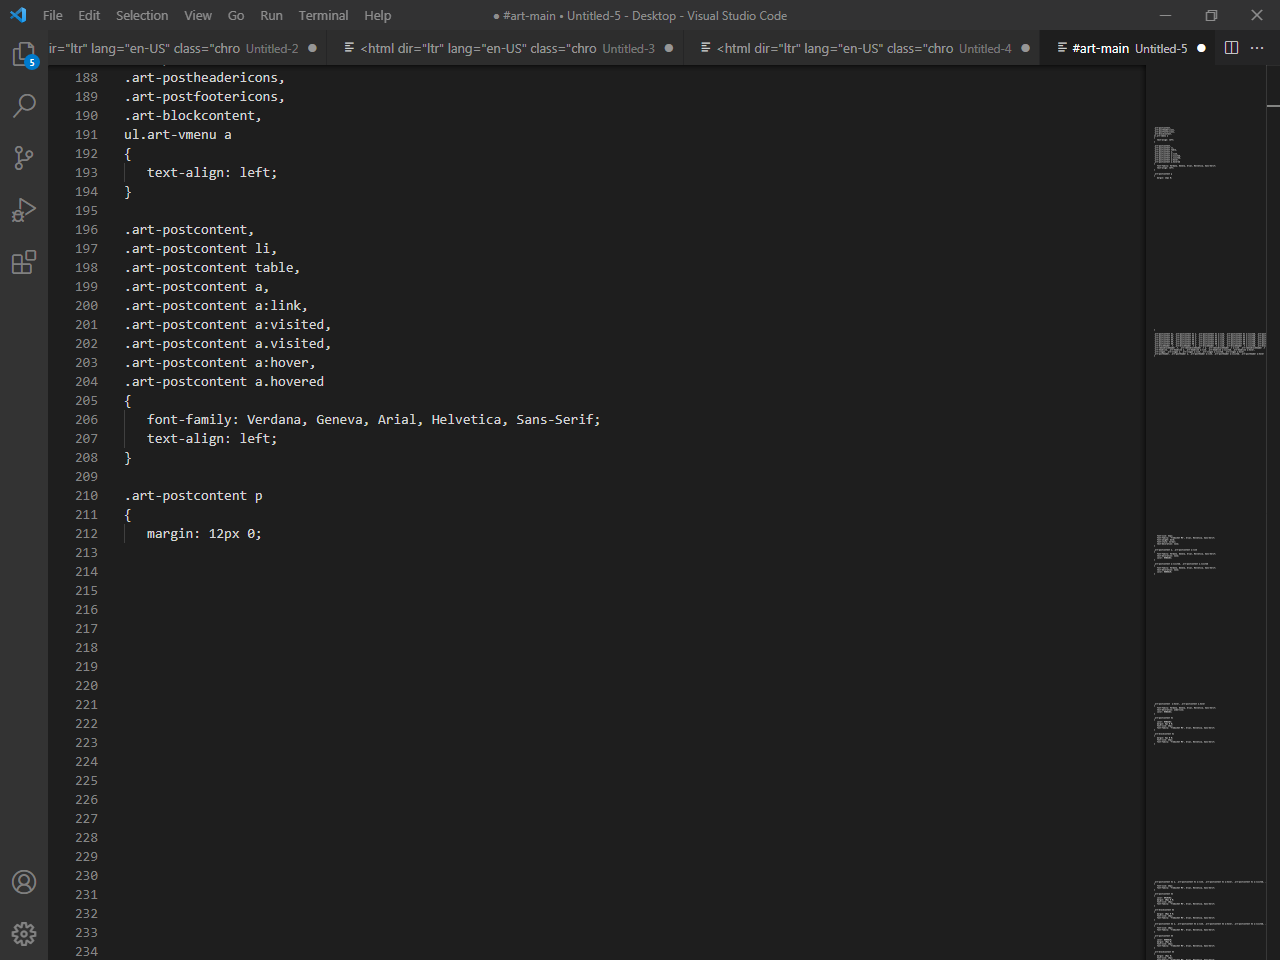 File Edit Selection View Go Run Terminal Help
● #art-main • Untitled-5 - Desktop - Visual Studio Code
ir="ltr" lang="en-US" class="chro Untitled-2
<html dir="ltr" lang="en-US" class="chro Untitled-3
<html dir="ltr" lang="en-US" class="chro Untitled-4
#art-main Untitled-5
5
188 .art-postheadericons,
189 .art-postfootericons,
190 .art-blockcontent,
191 ul.art-vmenu a
192 {
193 text-align: left;
194 }
195
196 .art-postcontent,
197 .art-postcontent li,
198 .art-postcontent table,
199 .art-postcontent a,
200 .art-postcontent a:link,
201 .art-postcontent a:visited,
202 .art-postcontent a.visited,
203 .art-postcontent a:hover,
204 .art-postcontent a.hovered
205 {
206 font-family: Verdana, Geneva, Arial, Helvetica, Sans-Serif;
207 text-align: left;
208 }
209
210 .art-postcontent p
211 {
212 margin: 12px 0;
213
214
215
216
217
218
219
220
221
222
223
224
225
226
227
228
229
230
231
232
233
234